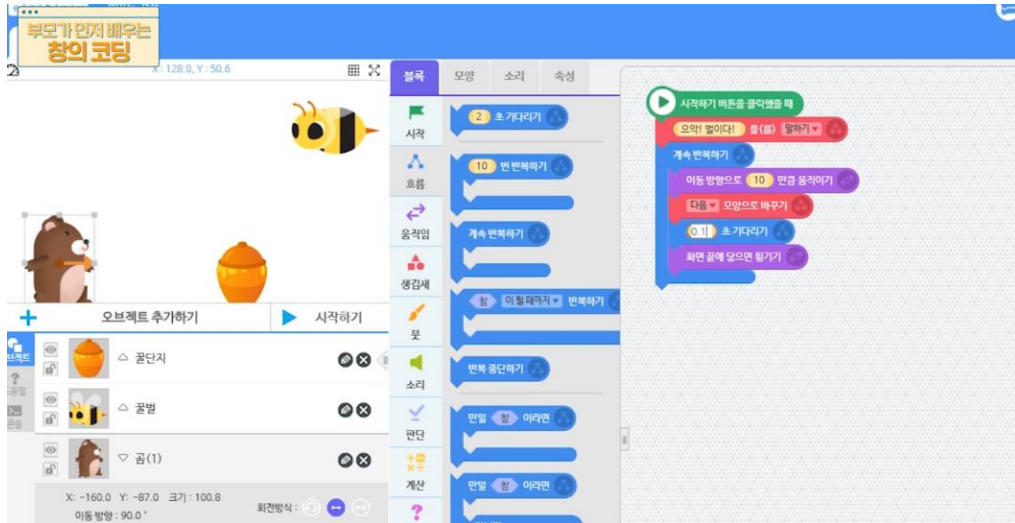 부모가 먼저 배우는
창의 코딩
X: 128.0, Y: 50.6
블록 모양 소리 속성
시작
흐름
움직임
생김새
붓
소리
판단
계산
2 초 기다리기
10 번 반복하기
계속 반복하기
참 이 될 때까지 ▼ 반복하기
반복 중단하기
만일 참 이라면
만일 참 이라면
시작하기 버튼을 클릭했을 때
으악! 벌이다! 을(를) 말하기 ▼
계속 반복하기
이동 방향으로 10 만큼 움직이기
다음 ▼ 모양으로 바꾸기
0.1 초 기다리기
화면 끝에 닿으면 튕기기
+ 오브젝트 추가하기
시작하기
꿀단지
꿀벌
곰(1)
X: -160.0 Y: -87.0 크기: 100.8
이동 방향: 90.0 °
회전방식: